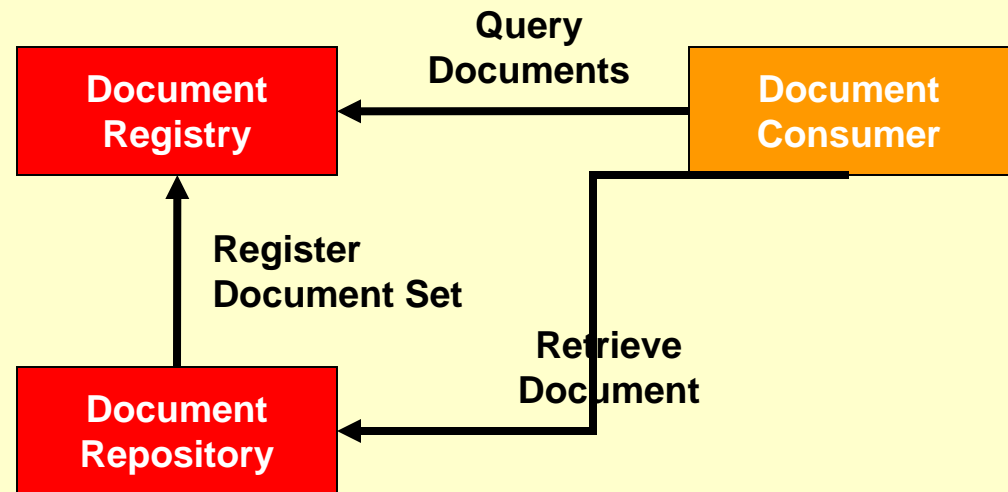 Query
Documents
Document
Registry
Document
Consumer
Register
Document Set
Retrieve
Document
Document
Repository